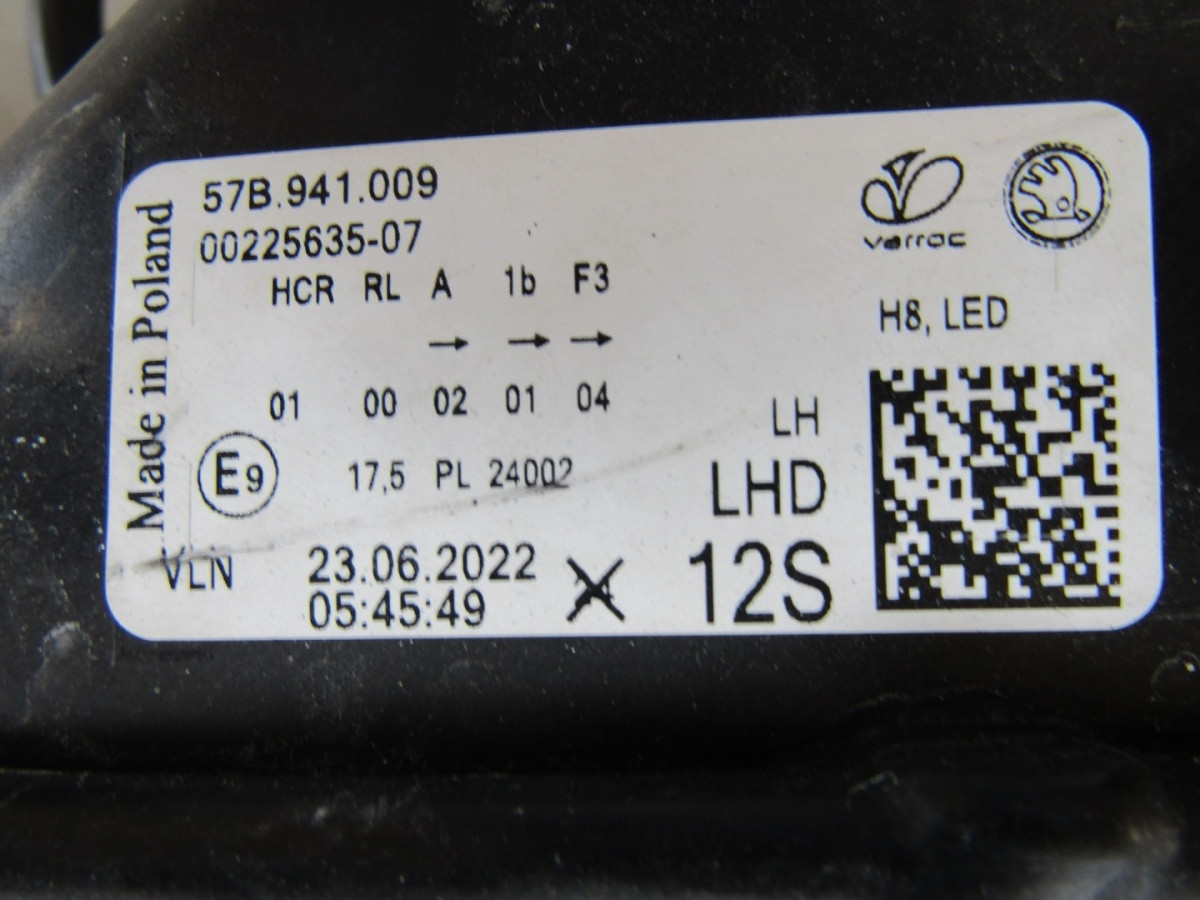 Made in Poland
57B.941.009
00225635-07
HCR RL A 1b F3
→ → →
01 00 02 01 04
E9 17,5 PL 24002
VLN 23.06.2022
05:45:49
varroc
H8, LED
LH
LHD
12S